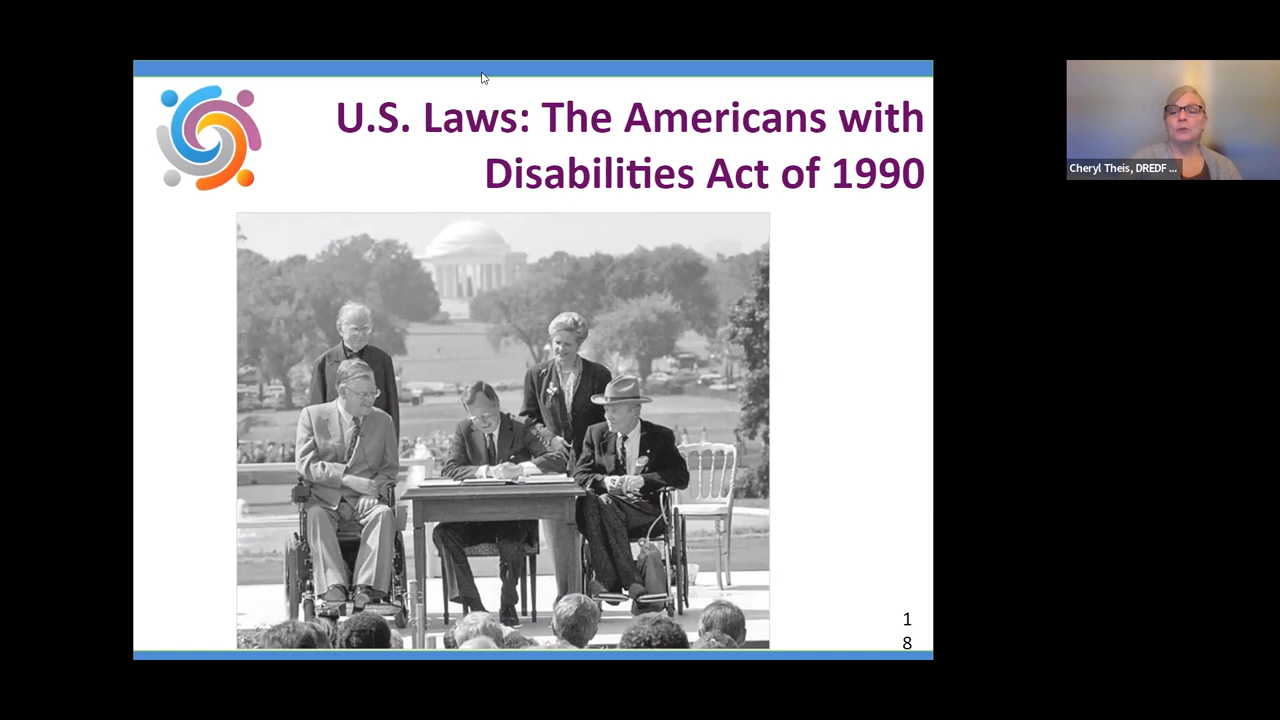 U.S. Laws: The Americans with
Disabilities Act of 1990
Cheryl Theis, DREDF ...
1
8